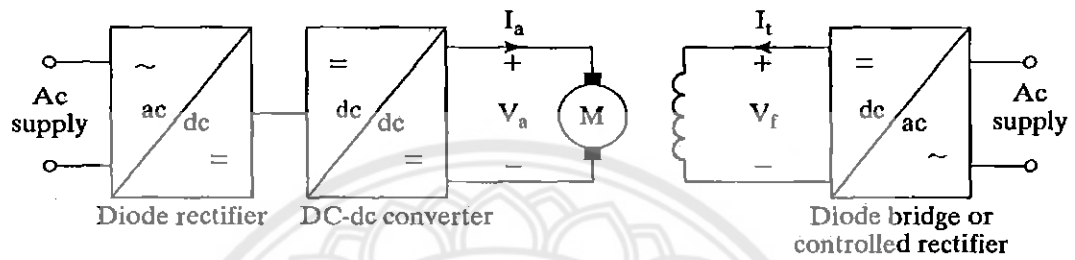 Ac
supply
~
ac
dc
=
Diode rectifier
=
dc
dc
=
DC-dc converter
I_a
+
V_a
−
M
I_t
+
V_f
−
=
dc
ac
~
Diode bridge or
controlled rectifier
Ac
supply